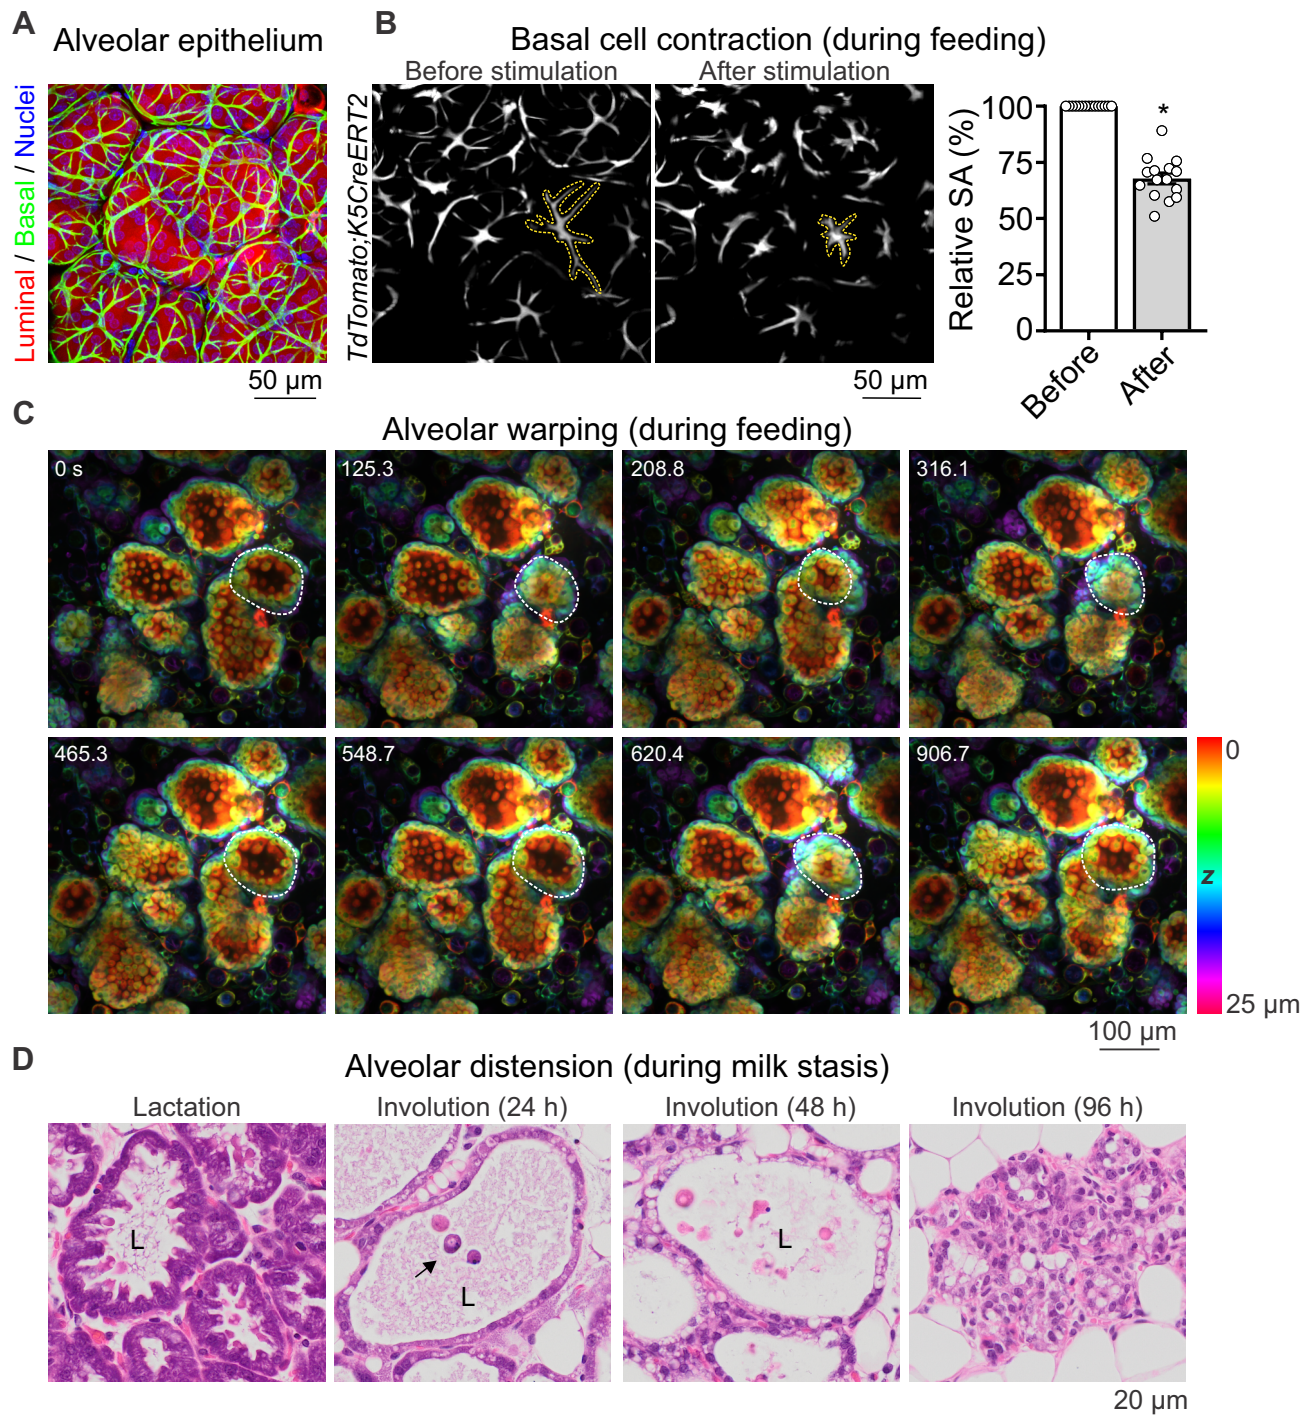 A
Alveolar epithelium
Luminal / Basal / Nuclei
50 µm
B
Basal cell contraction (during feeding)
Before stimulation
After stimulation
TdTomato;K5CreERT2
50 µm
Relative SA (%)
100
75
50
25
0
*
Before
After
C
Alveolar warping (during feeding)
0 s
125.3
208.8
316.1
465.3
548.7
620.4
906.7
0
z
25 µm
100 µm
D
Alveolar distension (during milk stasis)
Lactation
Involution (24 h)
Involution (48 h)
Involution (96 h)
L
L
L
20 µm